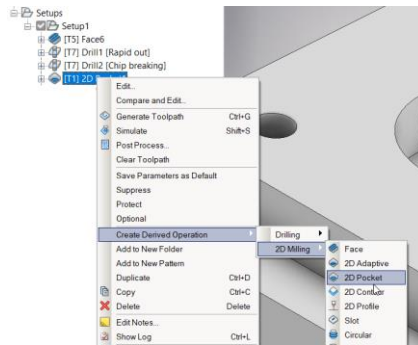 Setups
Setup1
[T5] Face6
[T7] Drill1 [Rapid out]
[T7] Drill2 [Chip breaking]
[T1] 2D
Edit..
Compare and Edit..
Generate Toolpath Ctrl+G
Simulate Shift+S
Post Process..
Clear Toolpath
Save Parameters as Default
Suppress
Protect
Optional
Create Derived Operation
Drilling
Face
Add to New Folder
2D Milling
2D Adaptive
Add to New Pattern
2D Pocket
Duplicate Ctrl+D
2D Contour
Copy Ctrl+C
2D Profile
Delete Delete
Slot
Edit Notes...
Circular
Show Log Ctrl+L